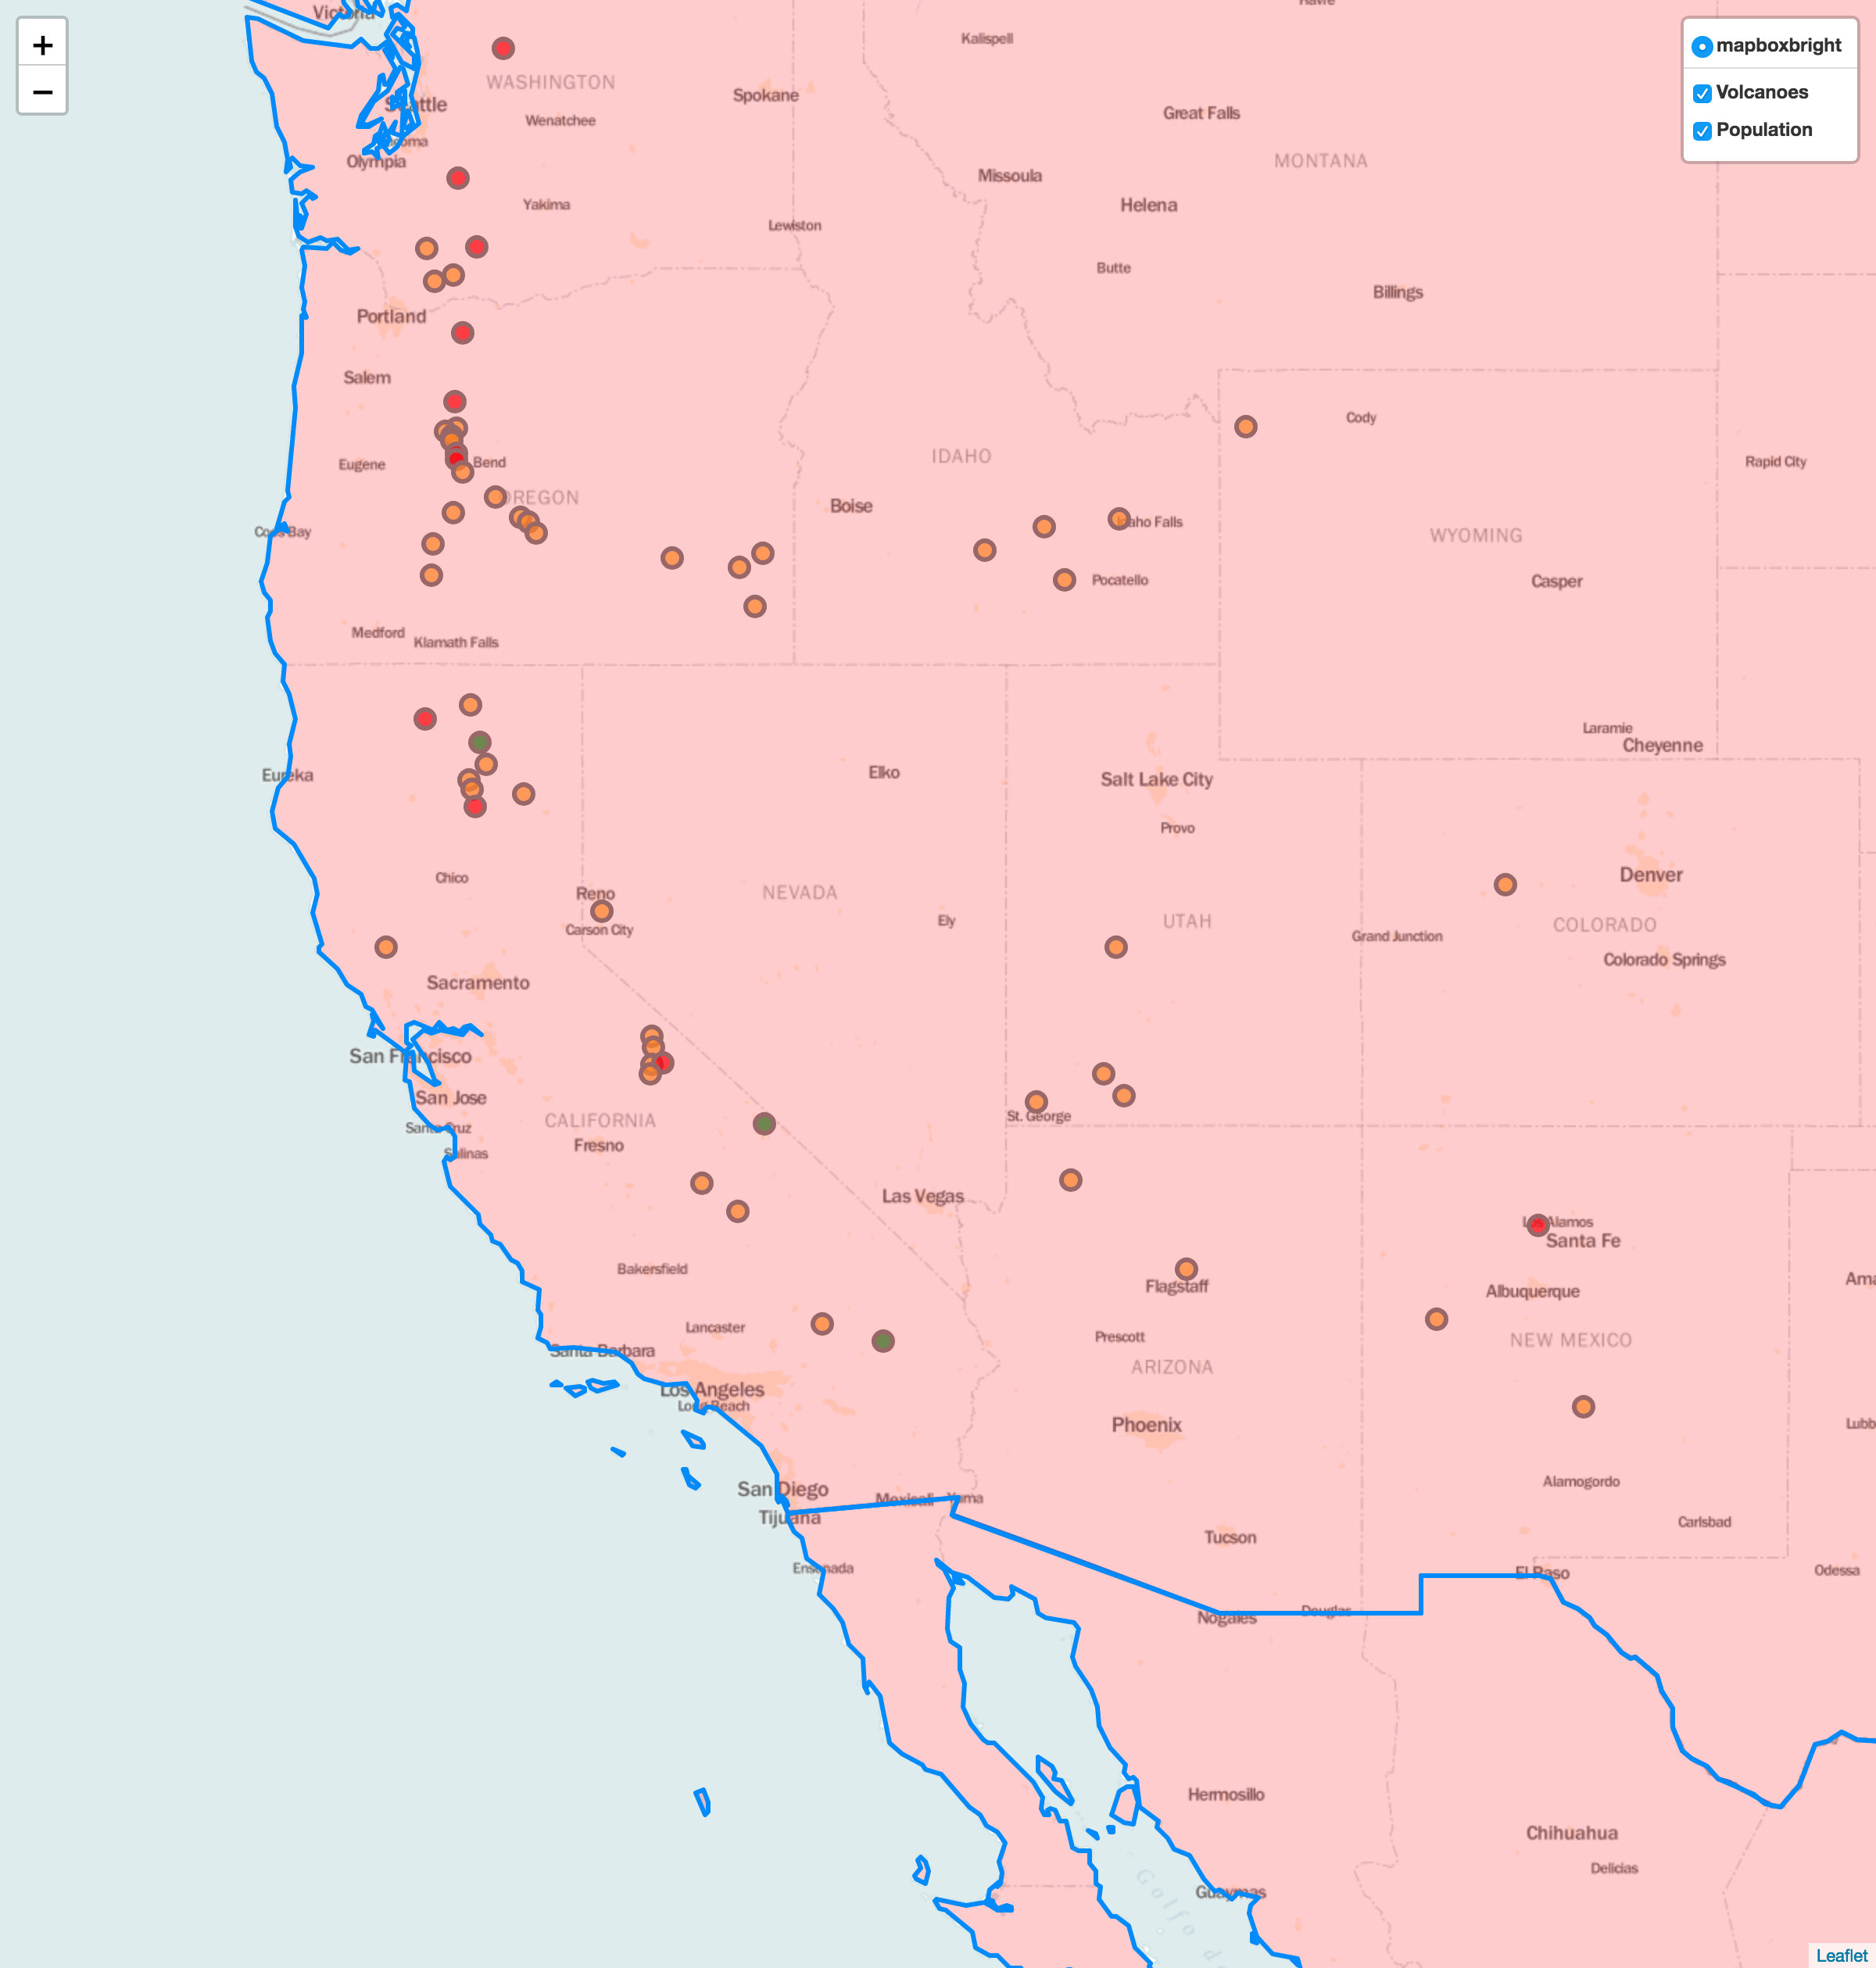 Victoria
Havre
Kalispell
+
−
mapboxbright
Volcanoes
Population
WASHINGTON
Spokane
Seattle
Great Falls
Wenatchee
Olympia
MONTANA
Missoula
Yakima
Helena
Lewiston
Butte
Billings
Portland
Salem
Cody
IDAHO
Eugene
Bend
Rapid City
OREGON
Boise
Idaho Falls
Coos Bay
WYOMING
Pocatello
Casper
Medford
Klamath Falls
Laramie
Cheyenne
Eureka
Elko
Salt Lake City
Provo
Chico
Denver
Reno
NEVADA
Ely
UTAH
COLORADO
Carson City
Grand Junction
Colorado Springs
Sacramento
San Francisco
San Jose
St. George
CALIFORNIA
Santa Cruz
Fresno
Salinas
Las Vegas
Los Alamos
Santa Fe
Bakersfield
Flagstaff
Albuquerque
Ama
Lancaster
Prescott
NEW MEXICO
Santa Barbara
ARIZONA
Los Angeles
Long Beach
Phoenix
Lubb
Alamogordo
San Diego
Mexicali
Yuma
Tijuana
Carlsbad
Tucson
Ensenada
El Paso
Odessa
Nogales
Douglas
Hermosillo
Chihuahua
Delicias
Guaymas
Golfo d
Leaflet